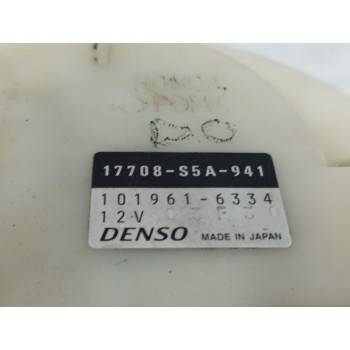 17708-S5A-941
101961-6334
12V
DENSO MADE IN JAPAN